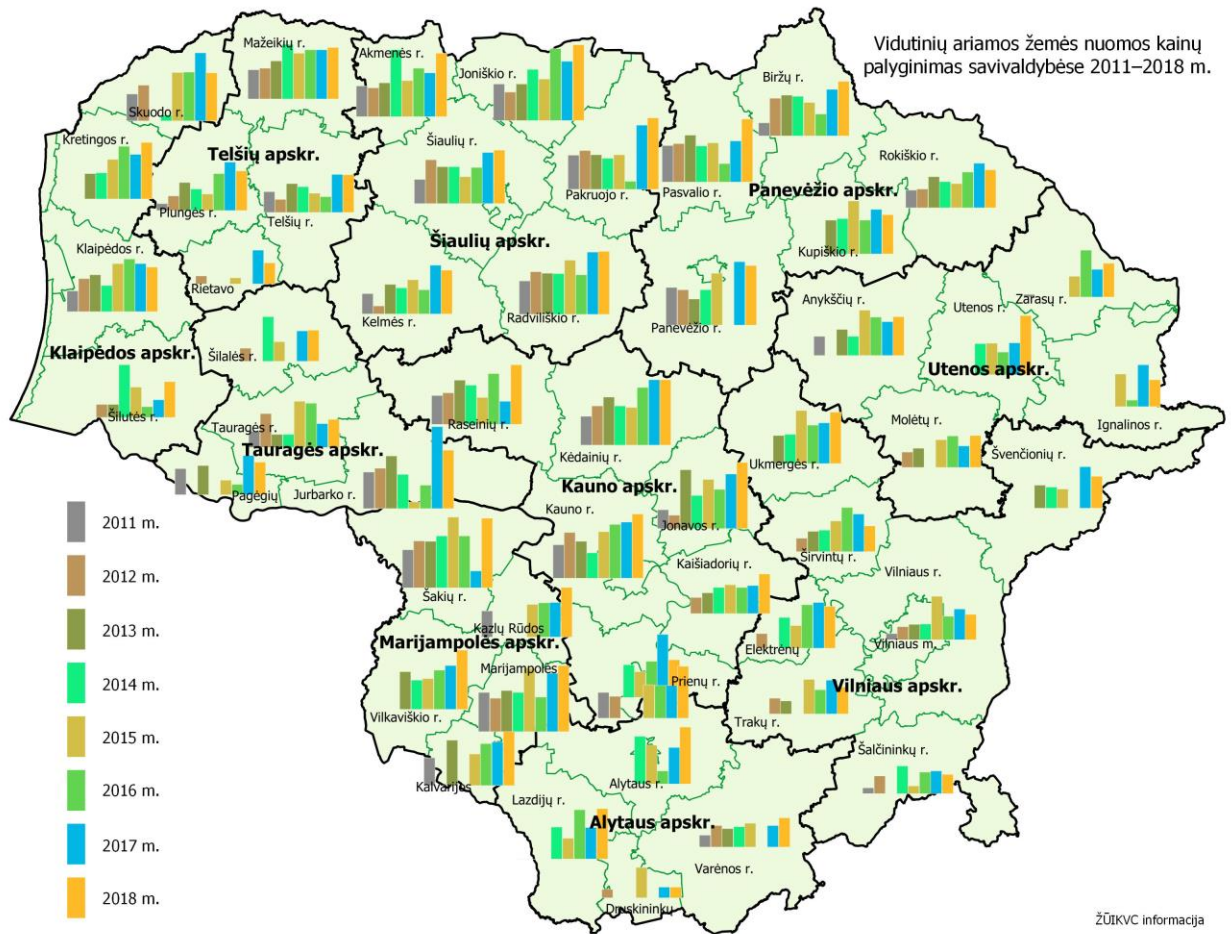 Vidutinių ariamos žemės nuomos kainų
palyginimas savivaldybėse 2011–2018 m.
Mažeikių r.
Akmenės r.
Joniškio r.
Biržų r.
Skuodo r.
Kretingos r.
Šiaulių r.
Rokiškio r.
Telšių apskr.
Pakruojo r.
Pasvalio r.
Panevėžio apskr.
Plungės r.
Telšių r.
Klaipėdos r.
Šiaulių apskr.
Kupiškio r.
Rietavo
Kelmės r.
Radviliškio r.
Panevėžio r.
Anykščių r.
Utenos r.
Zarasų r.
Klaipėdos apskr.
Šilalės r.
Utenos apskr.
Šilutės r.
Tauragės r.
Raseinių r.
Ignalinos r.
Molėtų r.
Tauragės apskr.
Kėdainių r.
Ukmergės r.
Švenčionių r.
Pagėgių
Jurbarko r.
Kauno apskr.
Kauno r.
Jonavos r.
2011 m.
2012 m.
2013 m.
2014 m.
2015 m.
2016 m.
2017 m.
2018 m.
Širvintų r.
Kaišiadorių r.
Vilniaus r.
Šakių r.
Kazlų Rūdos
Elektrėnų
Vilniaus m.
Marijampolės apskr.
Marijampolės
Prienų r.
Vilniaus apskr.
Vilkaviškio r.
Trakų r.
Šalčininkų r.
Kalvarijos
Alytaus r.
Lazdijų r.
Alytaus apskr.
Varėnos r.
Druskininkų
ŽŪIKVC informacija